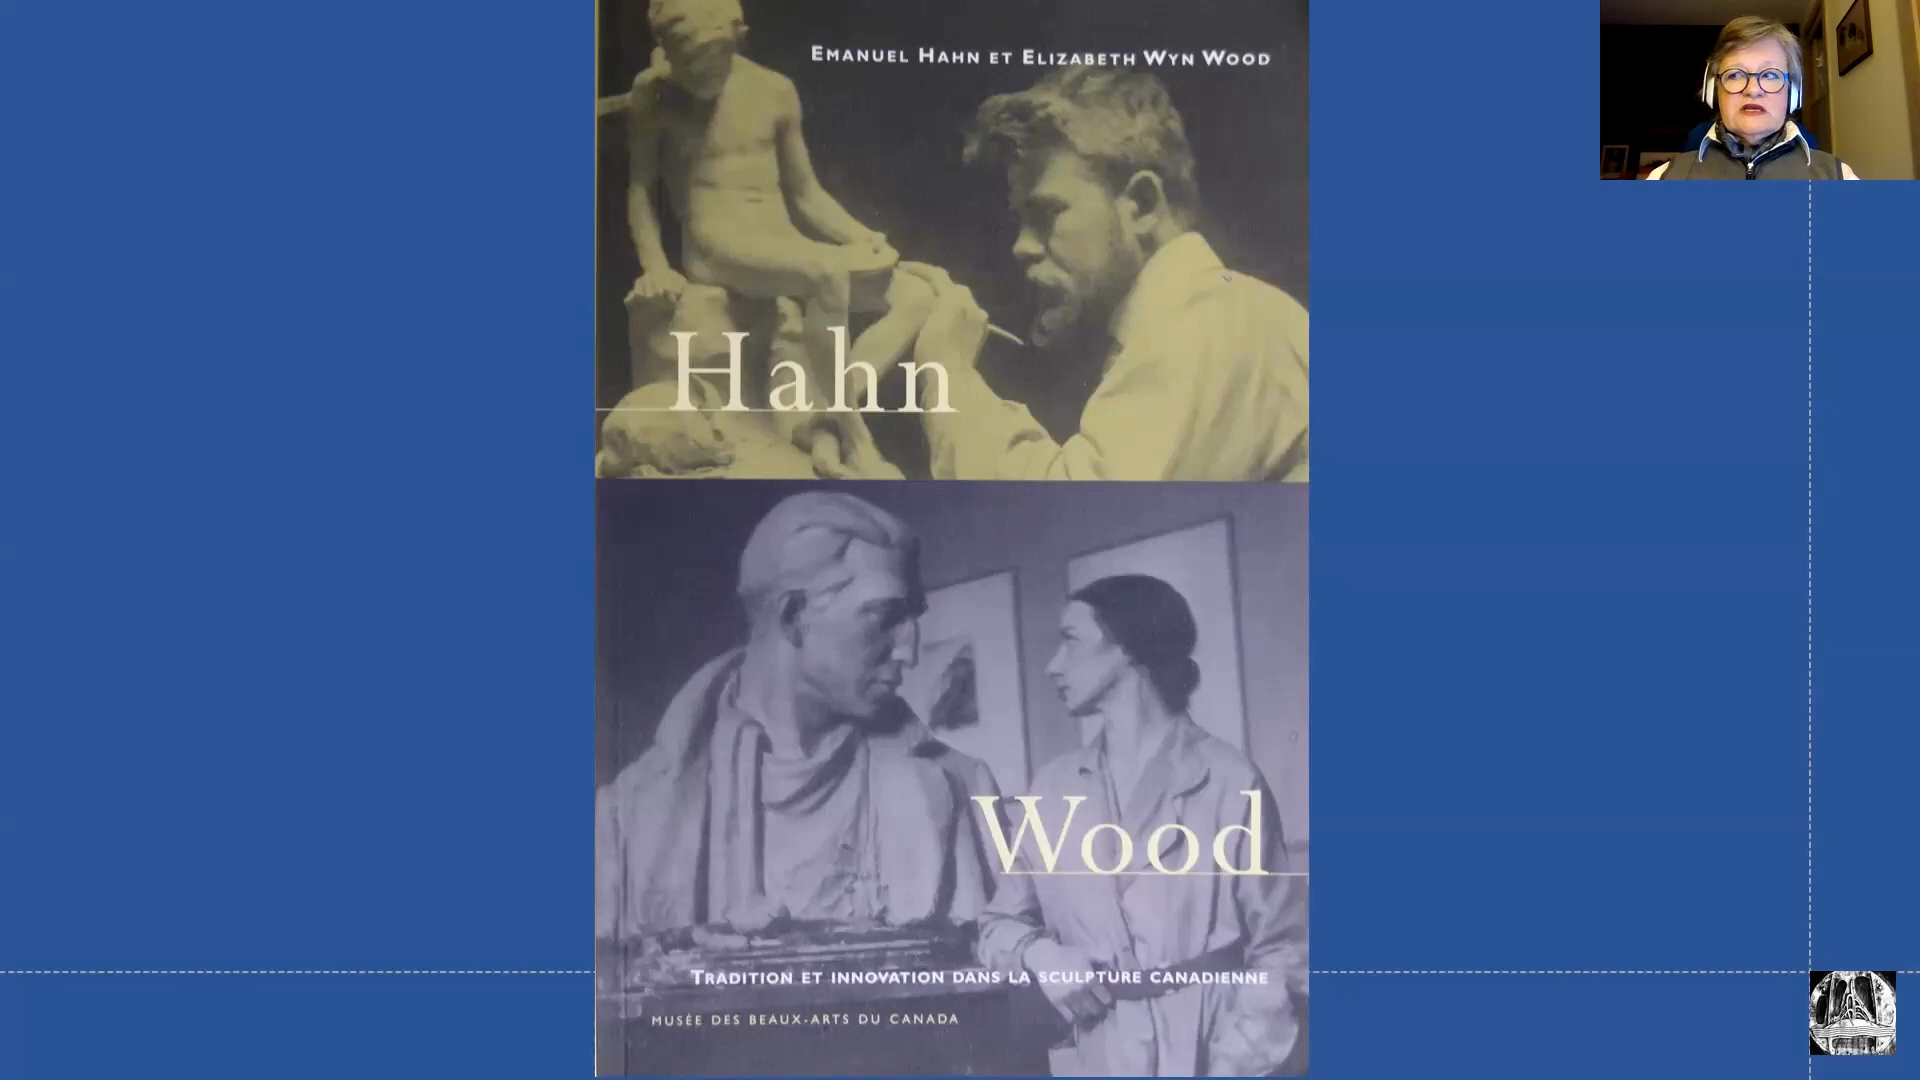 Emanuel Hahn et Elizabeth Wyn Wood
Hahn
Wood
Tradition et innovation dans la sculpture canadienne
Musée des beaux-arts du Canada